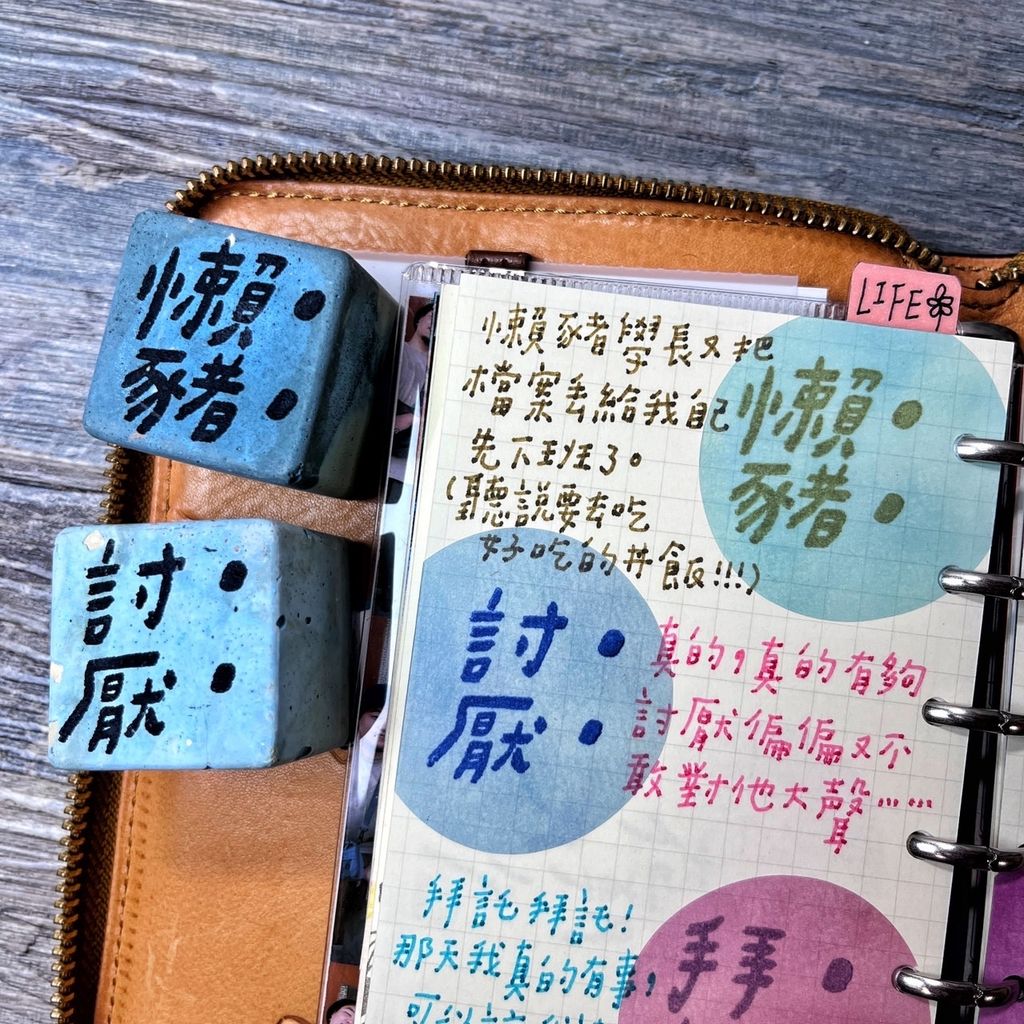 懶
豬
討
厭
LIFE
懶豬學長又把
檔案丟給我自己
先下班了。
(聽說要去吃
好吃的丼飯!!!)
懶
豬
討
厭
真的,真的有夠
討厭偏偏又不
敢對他大聲……
拜託拜託!
那天我真的有事,
拜